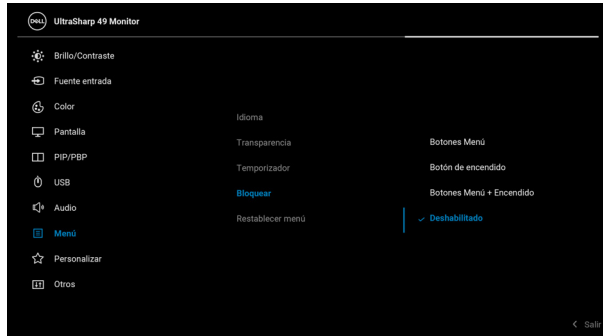 DELL UltraSharp 49 Monitor
Brillo/Contraste
Fuente entrada
Color
Pantalla
PIP/PBP
USB
Audio
Menú
Personalizar
Otros
Idioma
Transparencia
Temporizador
Bloquear
Restablecer menú
Botones Menú
Botón de encendido
Botones Menú + Encendido
Deshabilitado
Salir